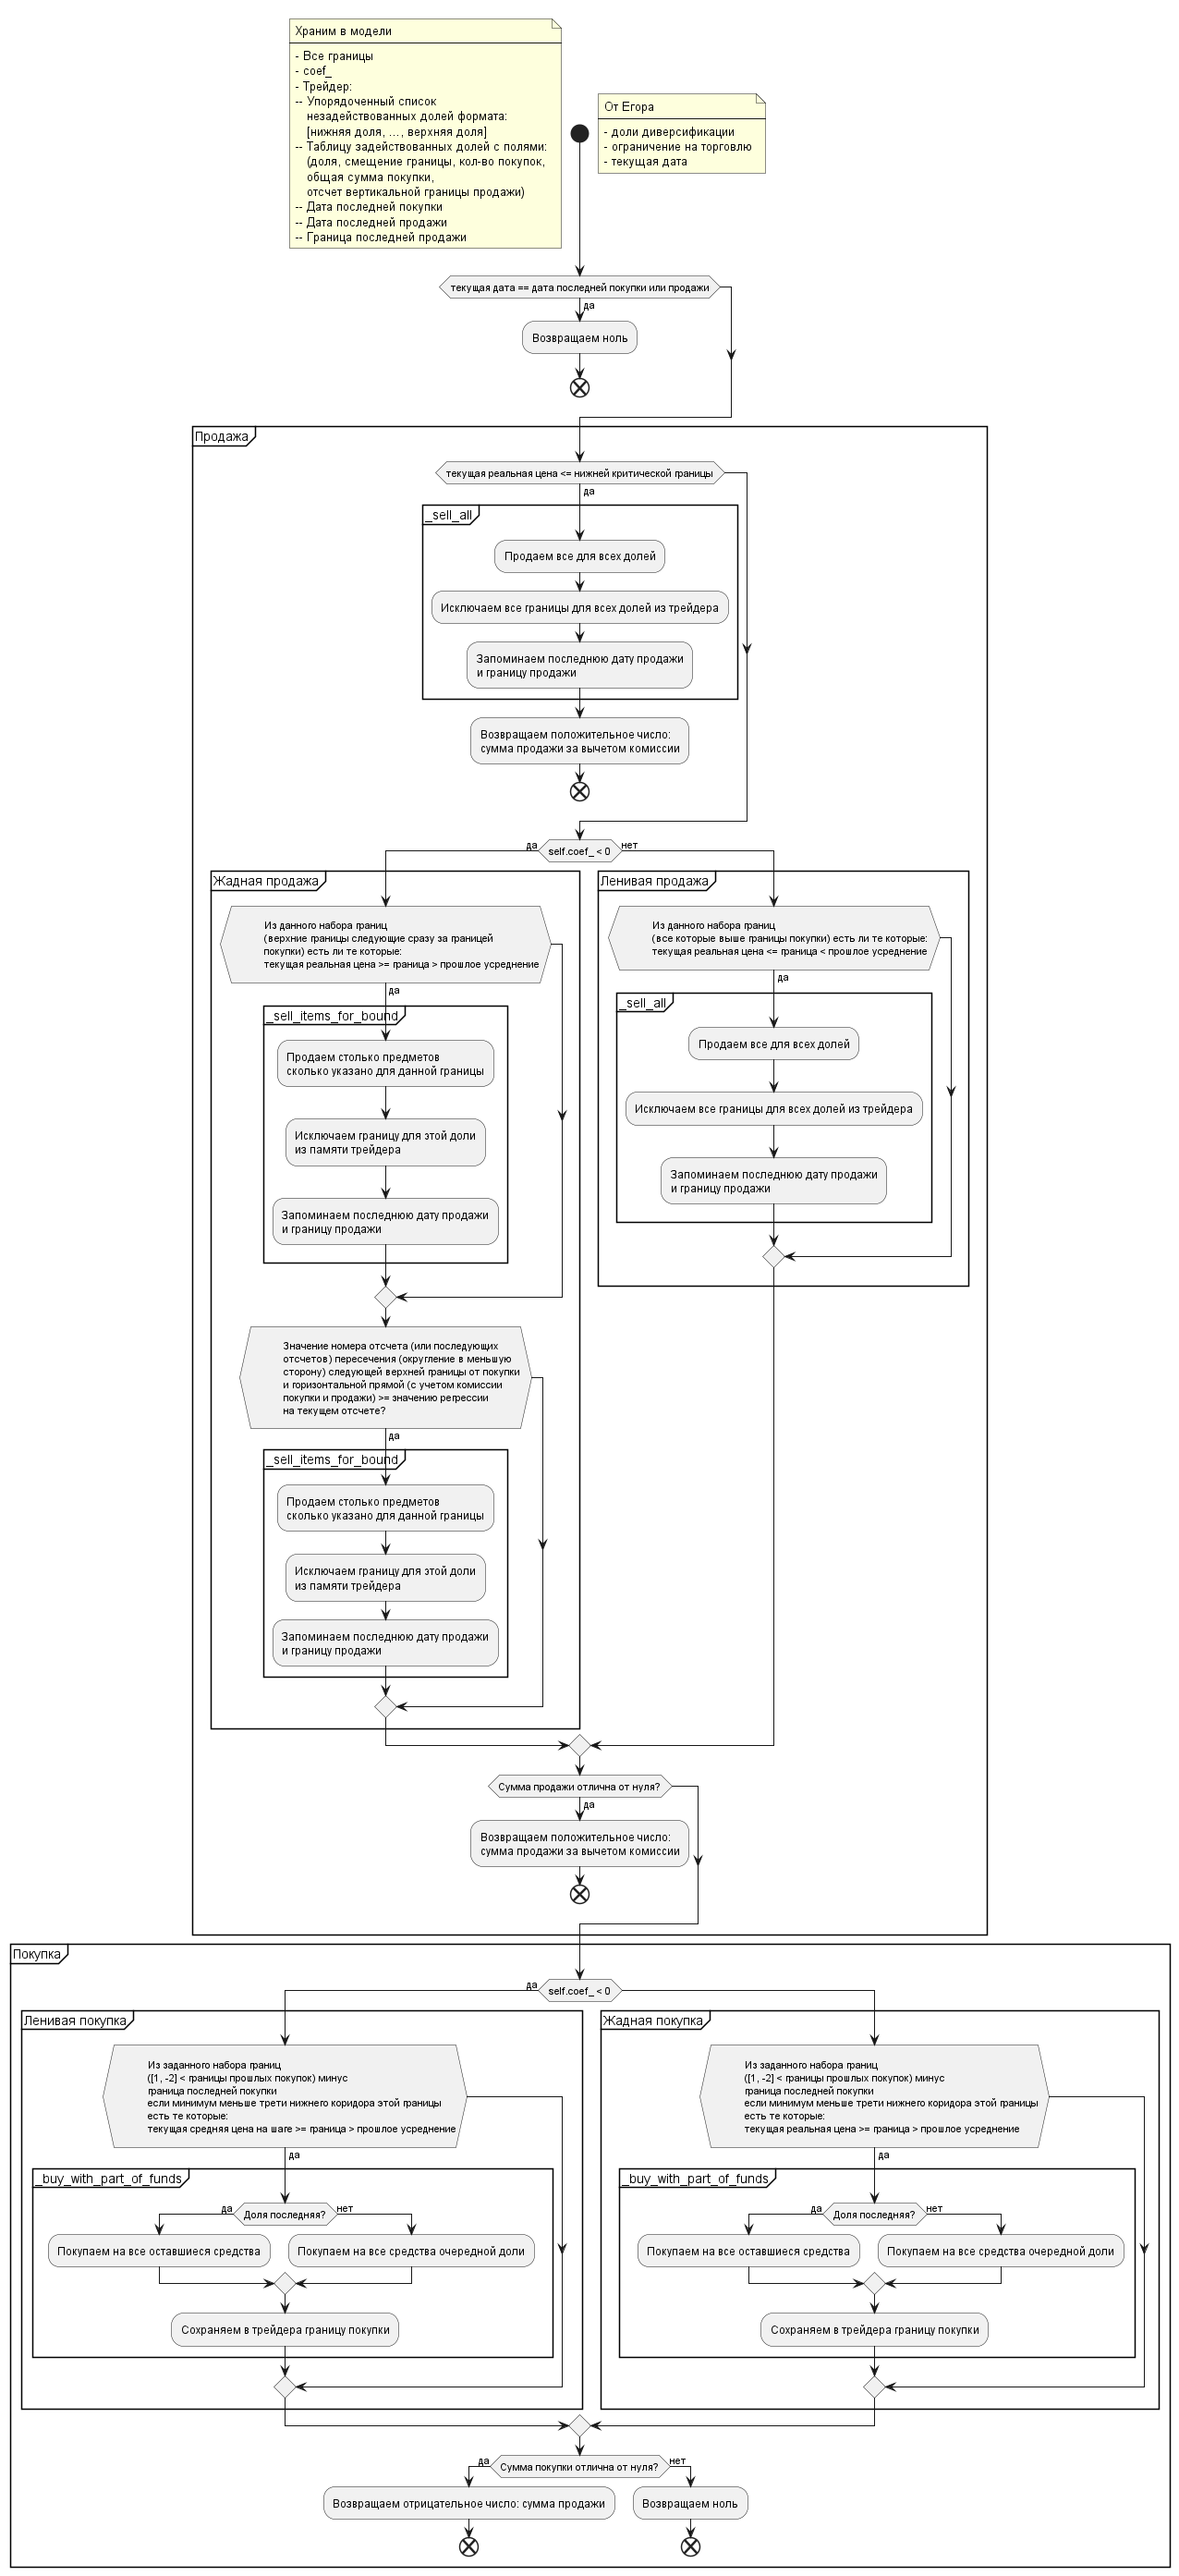 Храним в модели
- Все границы
- coef_
- Трейдер:
-- Упорядоченный список
незадействованных долей формата:
[нижняя доля, ..., верхняя доля]
-- Таблицу задействованных долей с полями:
(доля, смещение границы, кол-во покупок,
общая сумма покупки,
отсчет вертикальной границы продажи)
-- Дата последней покупки
-- Дата последней продажи
-- Граница последней продажи
От Егора
- доли диверсификации
- ограничение на торговлю
- текущая дата
текущая дата == дата последней покупки или продажи
да
Возвращаем ноль
Продажа
текущая реальная цена <= нижней критической границы
да
_sell_all
Продаем все для всех долей
Исключаем все границы для всех долей из трейдера
Запоминаем последнюю дату продажи
и границу продажи
Возвращаем положительное число:
сумма продажи за вычетом комиссии
да
self.coef_ < 0
нет
Жадная продажа
Из данного набора границ
(верхние границы следующие сразу за границей
покупки) есть ли те которые:
текущая реальная цена >= граница > прошлое усреднение
да
_sell_items_for_bound
Продаем столько предметов
сколько указано для данной границы
Исключаем границу для этой доли
из памяти трейдера
Запоминаем последнюю дату продажи
и границу продажи
Значение номера отсчета (или последующих
отсчетов) пересечения (округление в меньшую
сторону) следующей верхней границы от покупки
и горизонтальной прямой (с учетом комиссии
покупки и продажи) >= значению регрессии
на текущем отсчете?
да
_sell_items_for_bound
Продаем столько предметов
сколько указано для данной границы
Исключаем границу для этой доли
из памяти трейдера
Запоминаем последнюю дату продажи
и границу продажи
Ленивая продажа
Из данного набора границ
(все которые выше границы покупки) есть ли те которые:
текущая реальная цена <= граница < прошлое усреднение
да
_sell_all
Продаем все для всех долей
Исключаем все границы для всех долей из трейдера
Запоминаем последнюю дату продажи
и границу продажи
Сумма продажи отлична от нуля?
да
Возвращаем положительное число:
сумма продажи за вычетом комиссии
Покупка
да
self.coef_ < 0
Ленивая покупка
Из заданного набора границ
([1, -2] < границы прошлых покупок) минус
граница последней покупки
если минимум меньше трети нижнего коридора этой границы
есть те которые:
текущая средняя цена на шаге >= граница > прошлое усреднение
да
_buy_with_part_of_funds
да
Доля последняя?
нет
Покупаем на все оставшиеся средства
Покупаем на все средства очередной доли
Сохраняем в трейдера границу покупки
Жадная покупка
Из заданного набора границ
([1, -2] < границы прошлых покупок) минус
граница последней покупки
если минимум меньше трети нижнего коридора этой границы
есть те которые:
текущая реальная цена >= граница > прошлое усреднение
да
_buy_with_part_of_funds
да
Доля последняя?
нет
Покупаем на все оставшиеся средства
Покупаем на все средства очередной доли
Сохраняем в трейдера границу покупки
да
Сумма покупки отлична от нуля?
нет
Возвращаем отрицательное число: сумма продажи
Возвращаем ноль